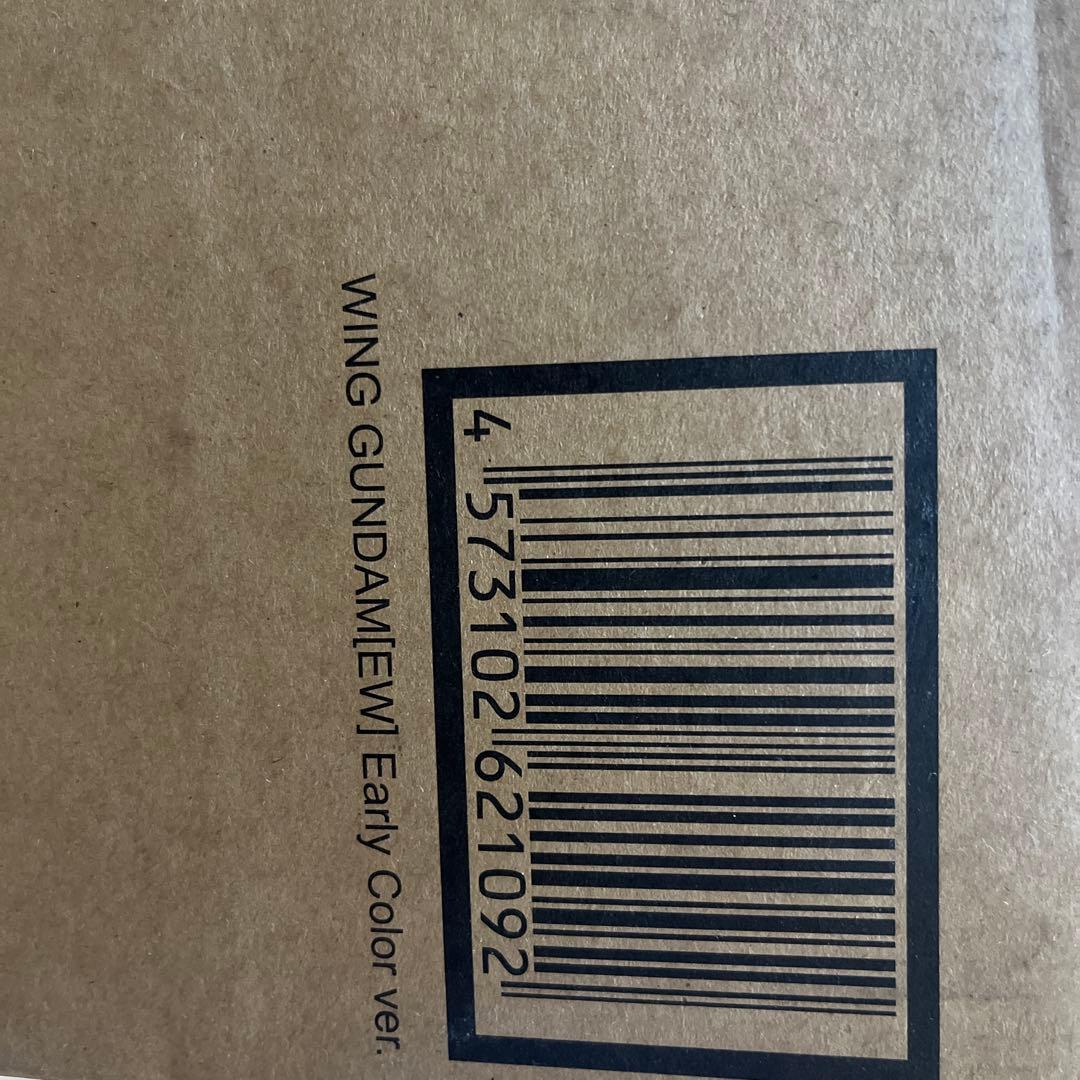 4 573102 621092
WING GUNDAM[EW] Early Color ver.